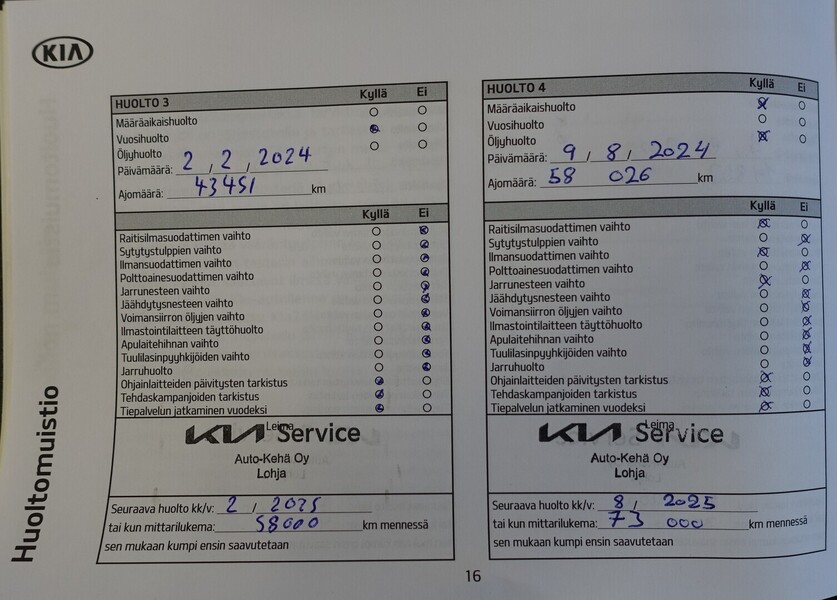 KIA
Huoltomuistio
HUOLTO 3 Kyllä Ei
Määräaikaishuolto
Vuosihuolto
Öljyhuolto
Päivämäärä: 2 / 2 / 2024
Ajomäärä: 43451 km
Kyllä Ei
Raitisilmasuodattimen vaihto
Sytytystulppien vaihto
Ilmansuodattimen vaihto
Polttoainesuodattimen vaihto
Jarrunesteen vaihto
Jäähdytysnesteen vaihto
Voimansiirron öljyjen vaihto
Ilmastointilaitteen täyttöhuolto
Apulaitehihnan vaihto
Tuulilasinpyyhkijöiden vaihto
Jarruhuolto
Ohjainlaitteiden päivitysten tarkistus
Tehdaskampanjoiden tarkistus
Tiepalvelun jatkaminen vuodeksi
Leima
KIA Service
Auto-Kehä Oy
Lohja
Seuraava huolto kk/v: 2 / 2025
tai kun mittarilukema: 58000 km mennessä
sen mukaan kumpi ensin saavutetaan
HUOLTO 4 Kyllä Ei
Määräaikaishuolto
Vuosihuolto
Öljyhuolto
Päivämäärä: 9 / 8 / 2024
Ajomäärä: 58 026 km
Kyllä Ei
Raitisilmasuodattimen vaihto
Sytytystulppien vaihto
Ilmansuodattimen vaihto
Polttoainesuodattimen vaihto
Jarrunesteen vaihto
Jäähdytysnesteen vaihto
Voimansiirron öljyjen vaihto
Ilmastointilaitteen täyttöhuolto
Apulaitehihnan vaihto
Tuulilasinpyyhkijöiden vaihto
Jarruhuolto
Ohjainlaitteiden päivitysten tarkistus
Tehdaskampanjoiden tarkistus
Tiepalvelun jatkaminen vuodeksi
Leima
KIA Service
Auto-Kehä Oy
Lohja
Seuraava huolto kk/v: 8 / 2025
tai kun mittarilukema: 73 000 km mennessä
sen mukaan kumpi ensin saavutetaan
16